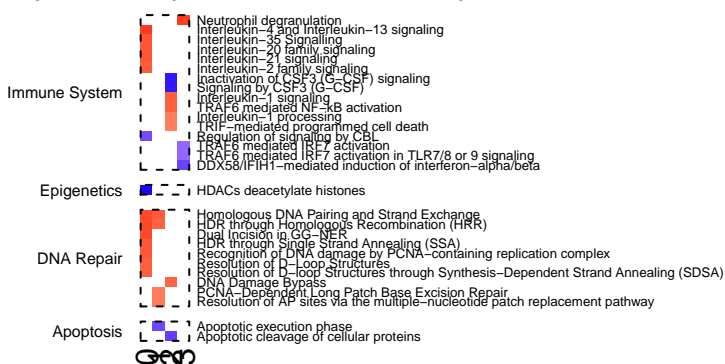 Neutrophil degranulation
Interleukin−4 and Interleukin−13 signaling
Interleukin−35 Signalling
Interleukin−20 family signaling
Interleukin−21 signaling
Interleukin−2 family signaling
Inactivation of CSF3 (G−CSF) signaling
Immune System
Signaling by CSF3 (G−CSF)
Interleukin−1 signaling
TRAF6 mediated NF−kB activation
Interleukin−1 processing
TRIF−mediated programmed cell death
Regulation of signaling by CBL
TRAF6 mediated IRF7 activation
TRAF6 mediated IRF7 activation in TLR7/8 or 9 signaling
DDX58/IFIH1−mediated induction of interferon−alpha/beta
Epigenetics
HDACs deacetylate histones
Homologous DNA Pairing and Strand Exchange
HDR through Homologous Recombination (HRR)
Dual Incision in GG−NER
HDR through Single Strand Annealing (SSA)
Recognition of DNA damage by PCNA−containing replication complex
DNA Repair
Resolution of D−Loop Structures
Resolution of D−loop Structures through Synthesis−Dependent Strand Annealing (SDSA)
DNA Damage Bypass
PCNA−Dependent Long Patch Base Excision Repair
Resolution of AP sites via the multiple−nucleotide patch replacement pathway
Apoptosis
Apoptotic execution phase
Apoptotic cleavage of cellular proteins